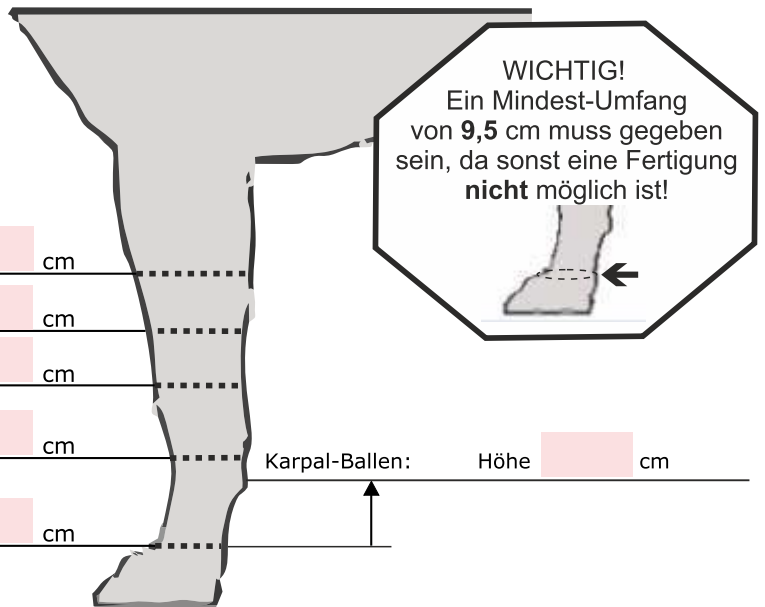 WICHTIG!
Ein Mindest-Umfang
von 9,5 cm muss gegeben
sein, da sonst eine Fertigung
nicht möglich ist!
cm
cm
cm
cm
Karpal-Ballen: Höhe cm
cm